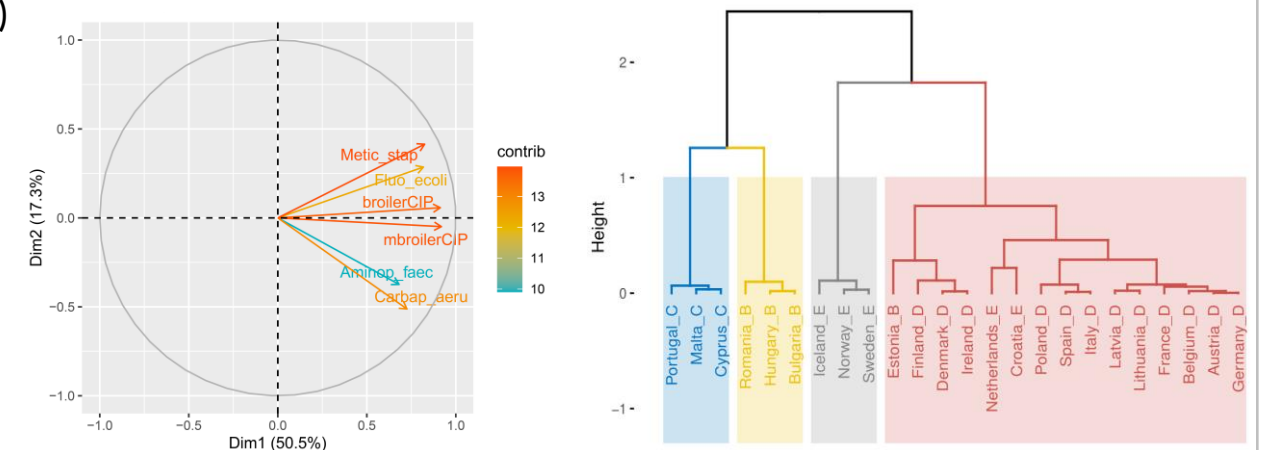 )
1.0
0.5
0.0
−0.5
−1.0
Dim2 (17.3%)
Metic_stap
Fluo_ecoli
broilerCIP
mbroilerCIP
Aminop_faec
Carbap_aeru
−1.0
−0.5
0.0
0.5
1.0
Dim1 (50.5%)
contrib
13
12
11
10
Height
2
1
0
−1
Portugal_C
Malta_C
Cyprus_C
Romania_B
Hungary_B
Bulgaria_B
Iceland_E
Norway_E
Sweden_E
Estonia_B
Finland_D
Denmark_D
Ireland_D
Netherlands_E
Croatia_E
Poland_D
Spain_D
Italy_D
Latvia_D
Lithuania_D
France_D
Belgium_D
Austria_D
Germany_D